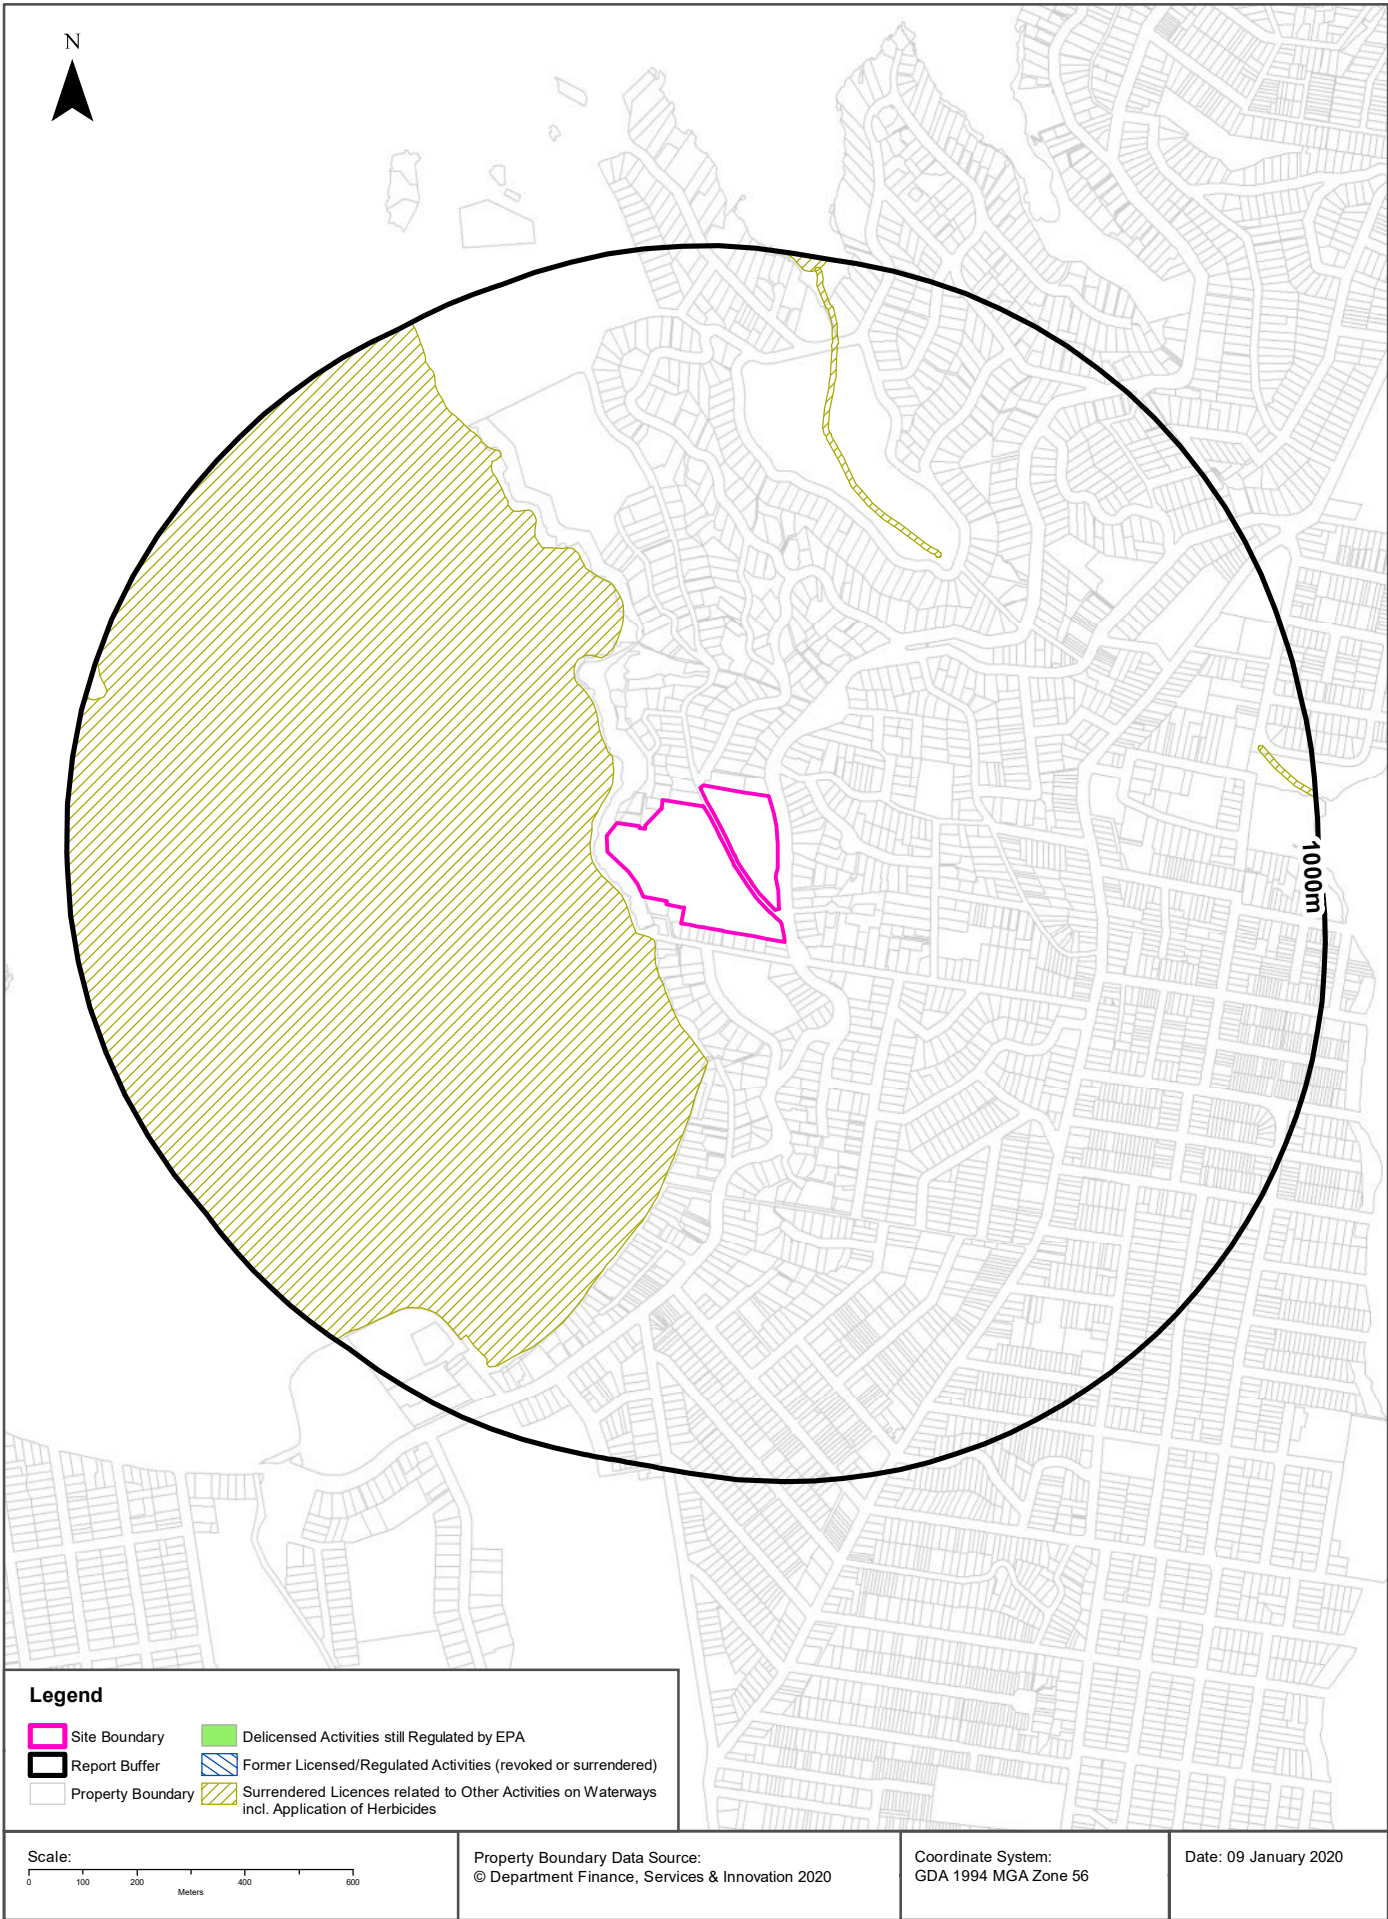 N
1000m
Legend
Site Boundary
Report Buffer
Property Boundary
Delicensed Activities still Regulated by EPA
Former Licensed/Regulated Activities (revoked or surrendered)
Surrendered Licences related to Other Activities on Waterways
incl. Application of Herbicides
Scale:
0 100 200 400 600
Meters
Property Boundary Data Source:
© Department Finance, Services & Innovation 2020
Coordinate System:
GDA 1994 MGA Zone 56
Date: 09 January 2020